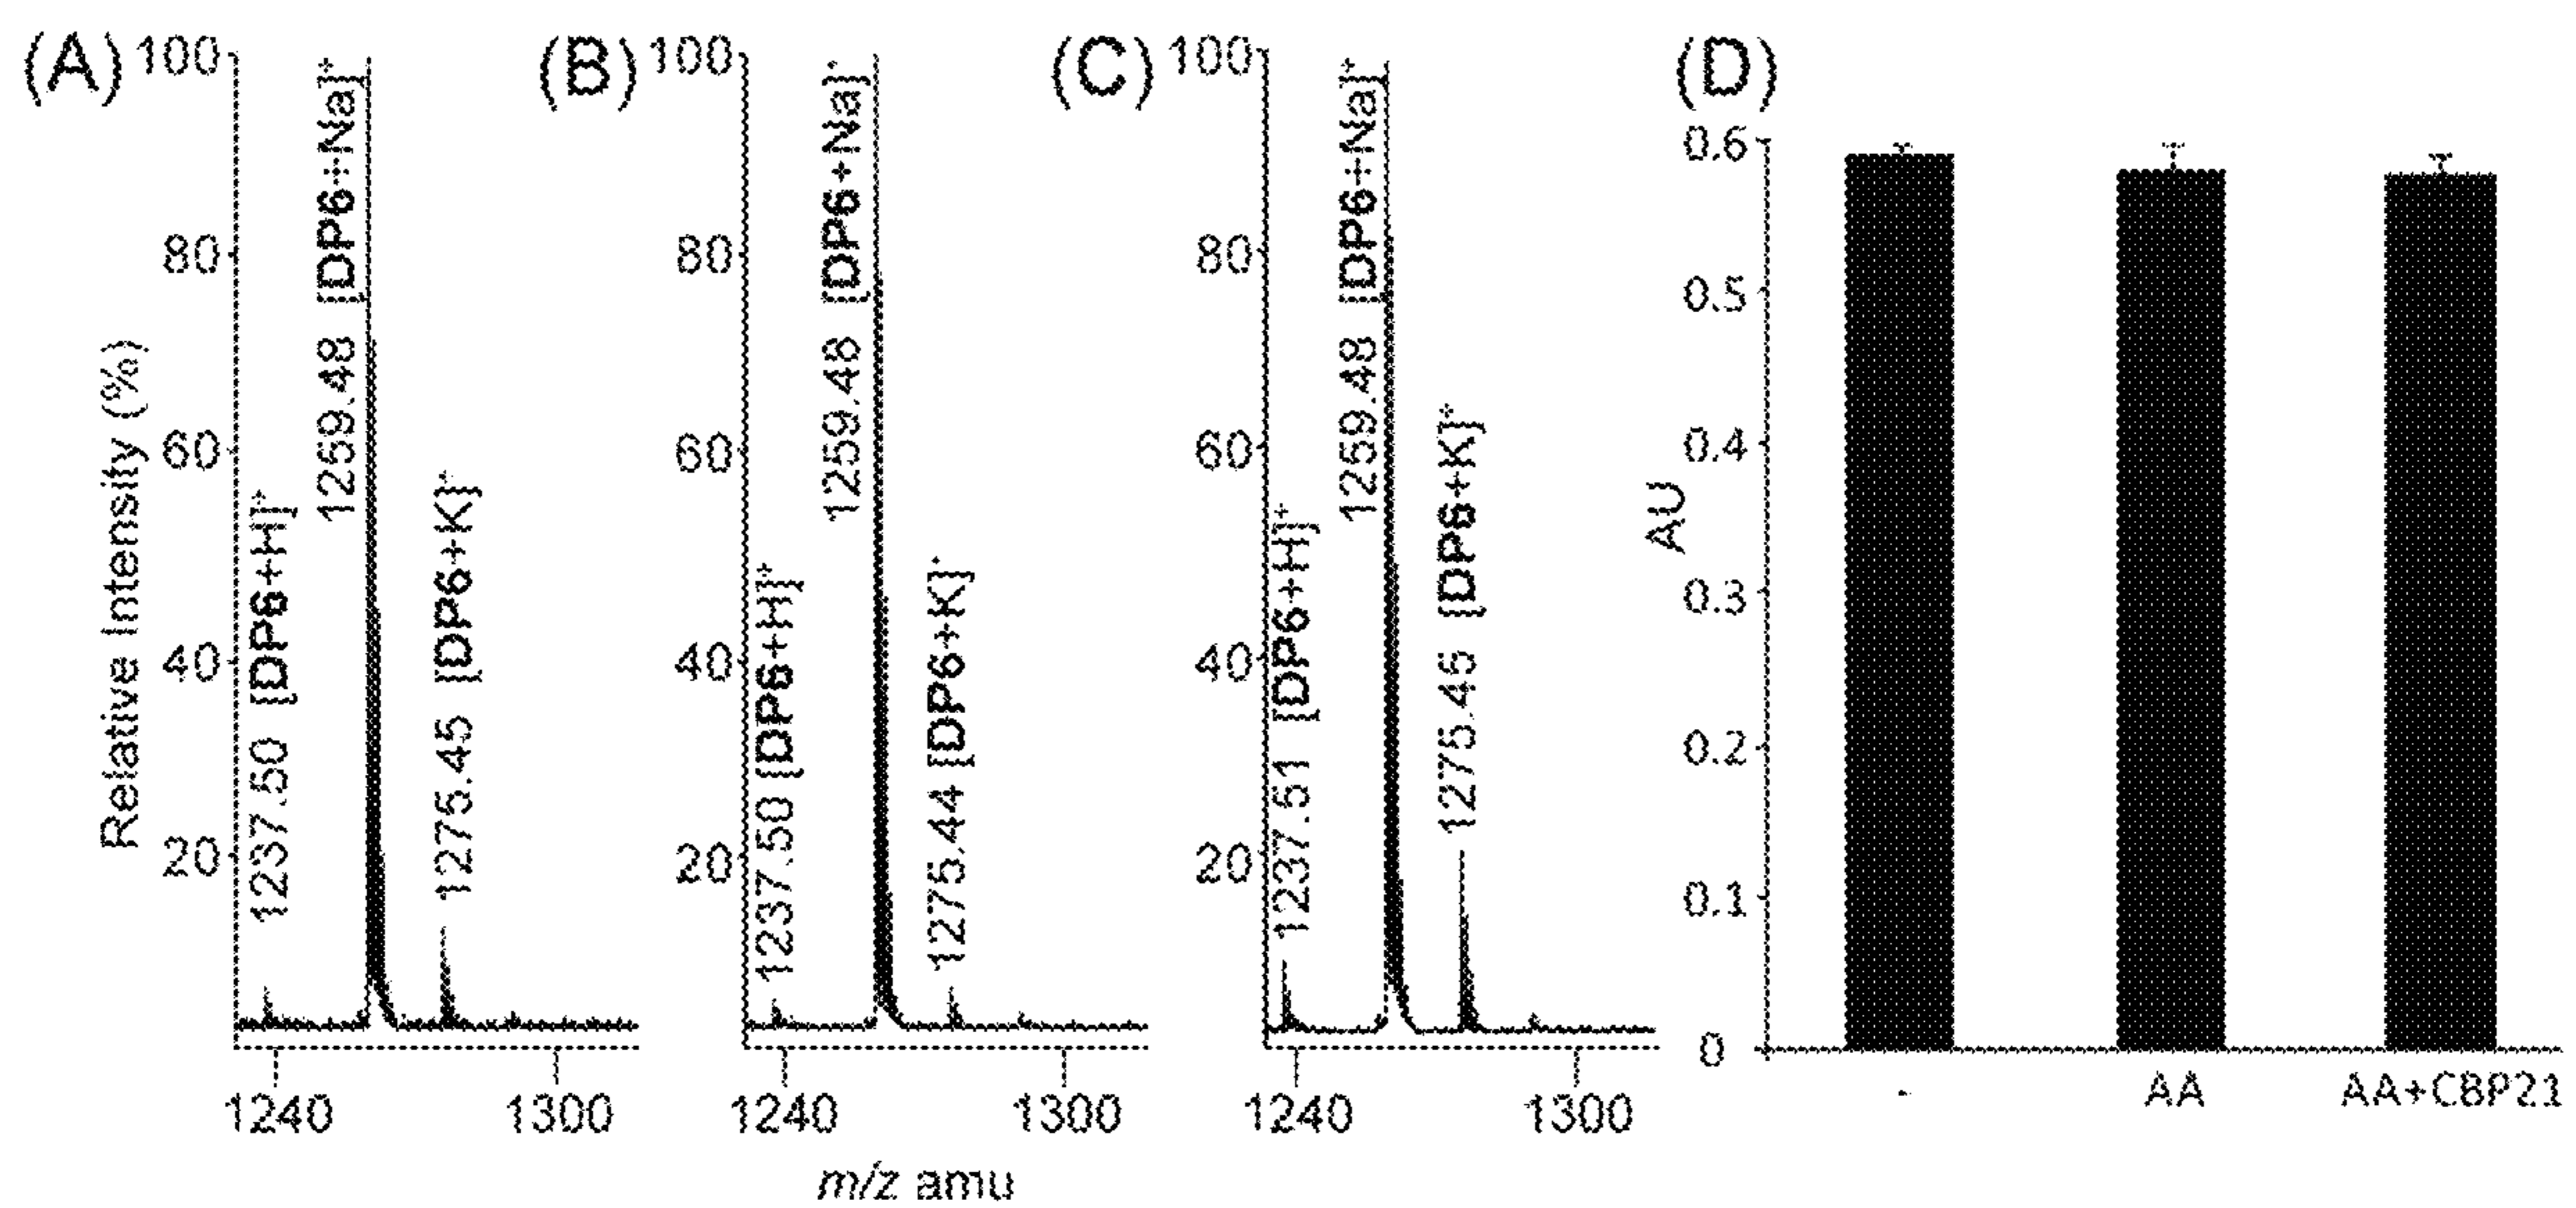 (A)
Relative Intensity (%)
100
80
60
40
20
1237.50 [DP6+H]+
1259.48 [DP6+Na]+
1275.45 [DP6+K]+
1240
1300
(B)
100
80
60
40
20
1237.50 [DP6+H]+
1259.48 [DP6+Na]+
1275.44 [DP6+K]+
1240
1300
m/z amu
(C)
100
80
60
40
20
1237.51 [DP6+H]+
1259.48 [DP6+Na]+
1275.45 [DP6+K]+
1240
1300
(D)
AU
0.6
0.5
0.4
0.3
0.2
0.1
0
-
AA
AA+CBP21